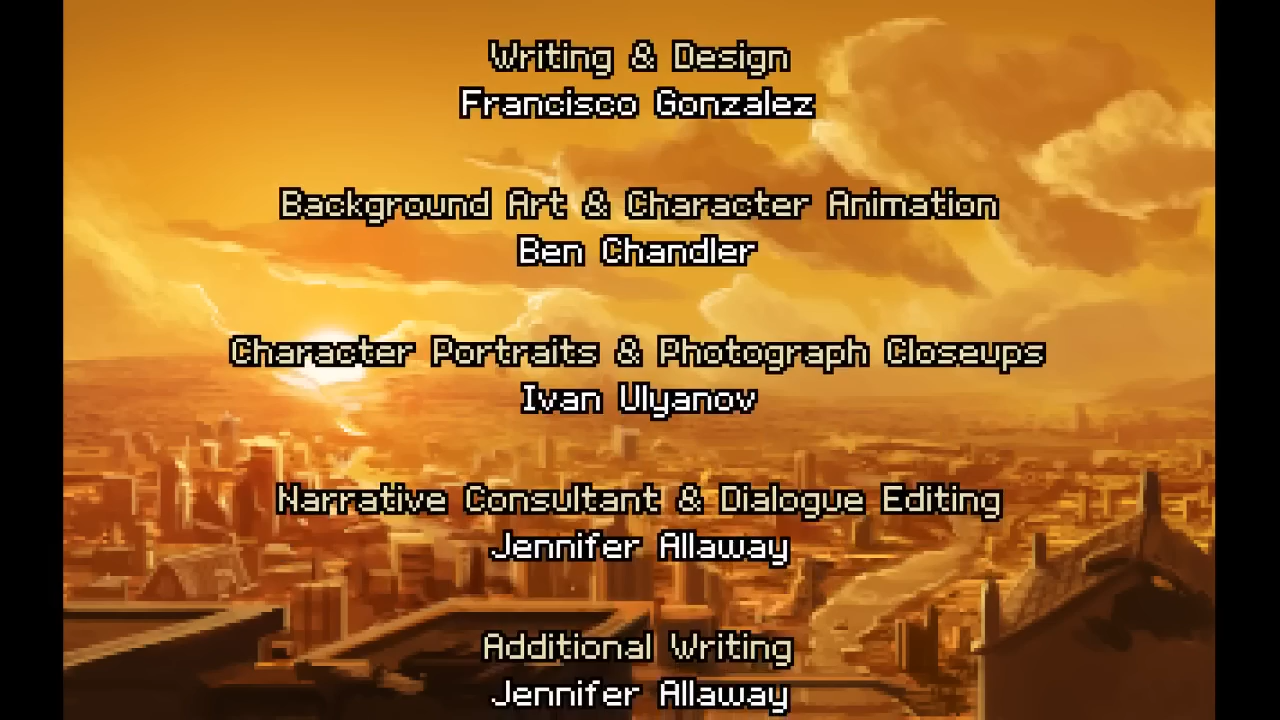 Writing & Design
Francisco Gonzalez
Background Art & Character Animation
Ben Chandler
Character Portraits & Photograph Closeups
Ivan Ulyanov
Narrative Consultant & Dialogue Editing
Jennifer Allaway
Additional Writing
Jennifer Allaway